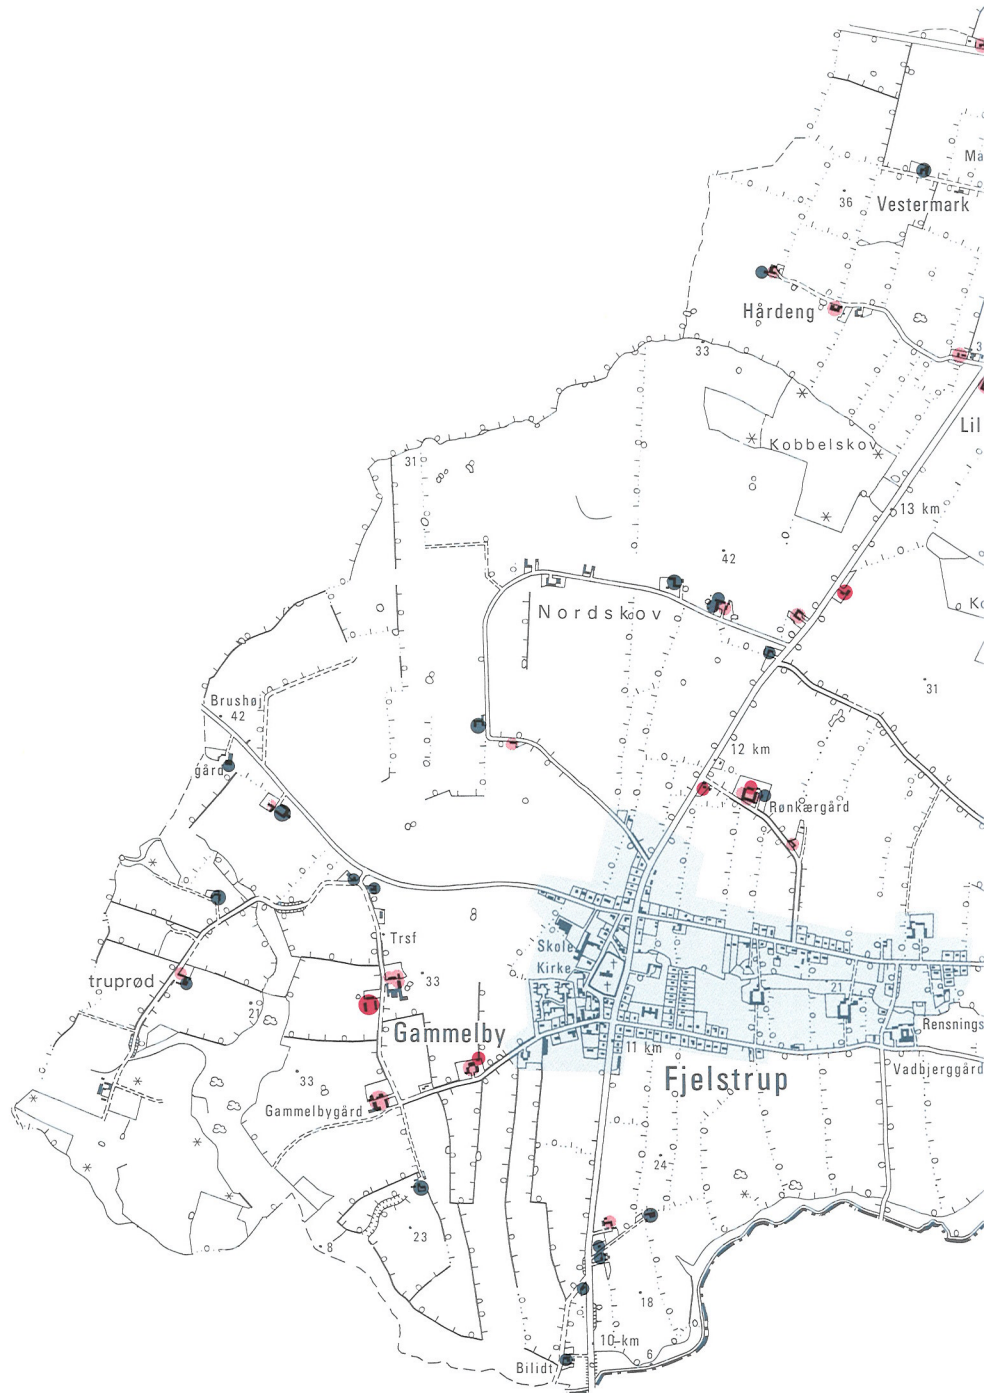 Ma
36
Vestermark
Hårdeng
33
3
Lil
31
Kobbelskov
13 km
42
Ko
Nordskov
31
Brushøj
42
12 km
gård
Rønkærgård
8
Skole
Trsf
Kirke
33
truprød
21
21
Gammelby
Rensnings
11 km
Vadbjerggård
Fjelstrup
33
Gammelbygård
24
23
8
18
10 km
6
Bilidt